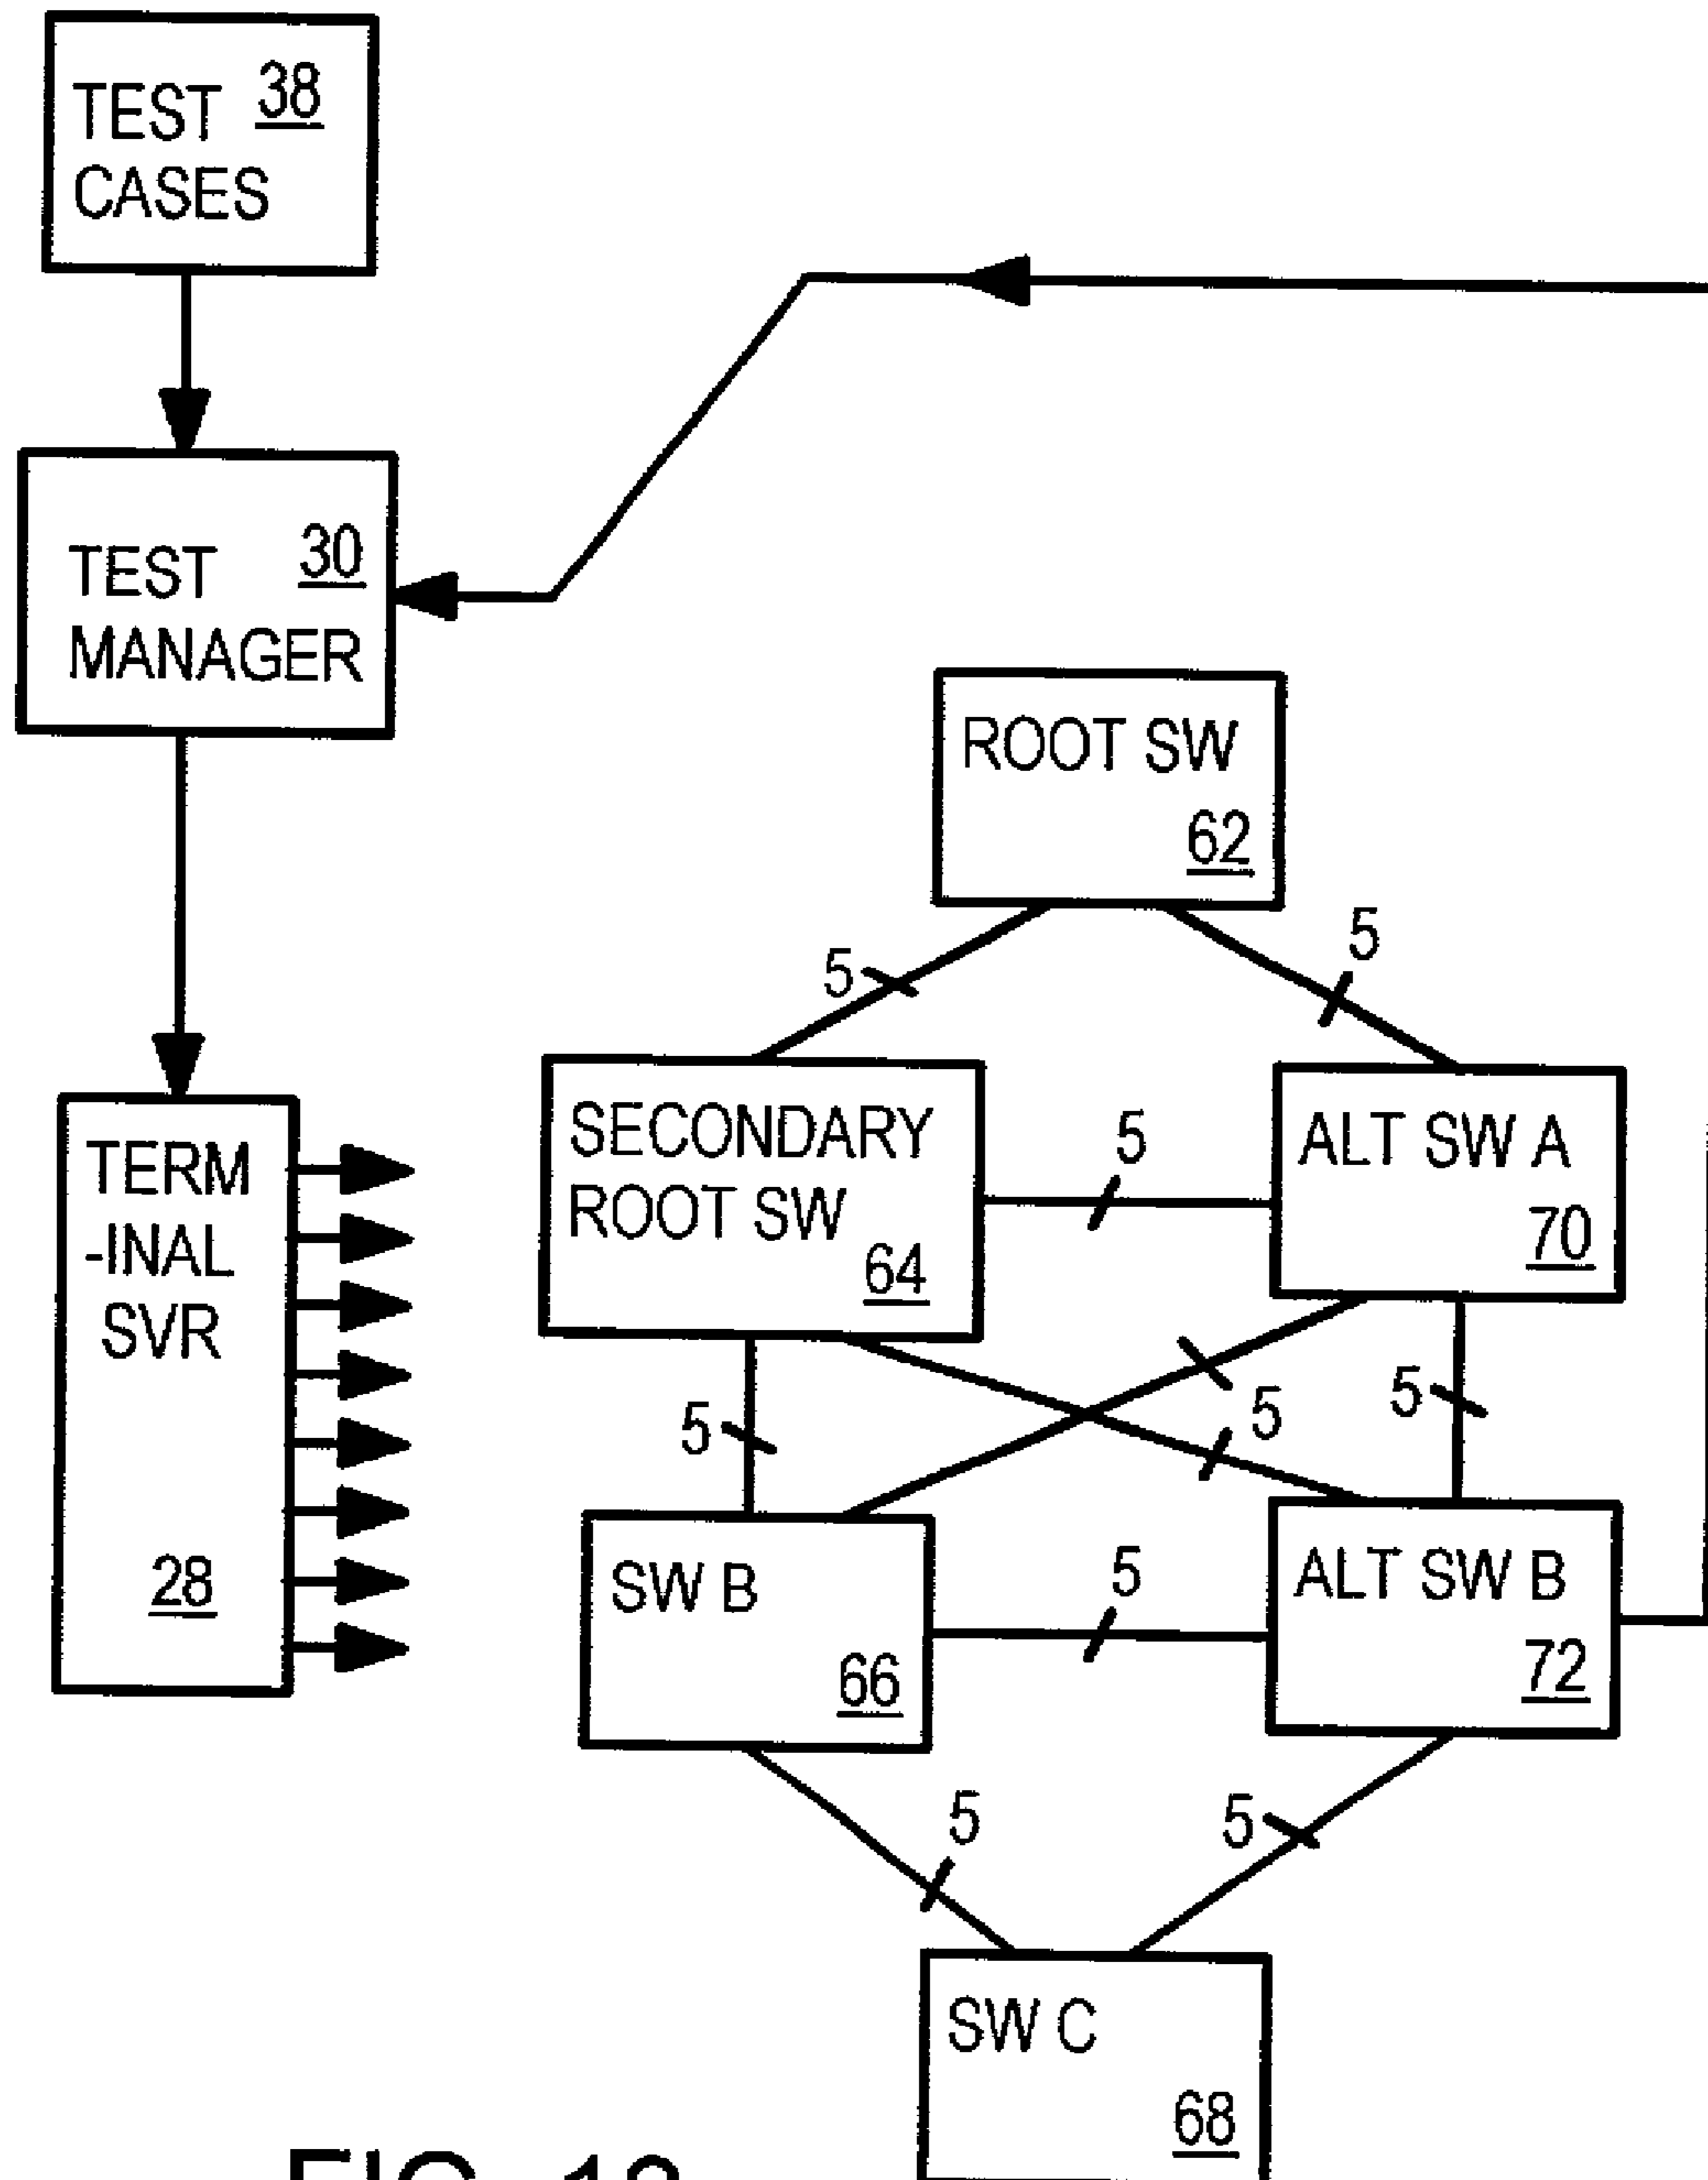 TEST 38
CASES
TEST 30
MANAGER
ROOT SW
62
5
5
SECONDARY
ROOT SW
64
5
ALT SW A
70
TERM
-INAL
SVR
28
5
5
5
SW B
66
5
ALT SW B
72
5
5
SW C
68